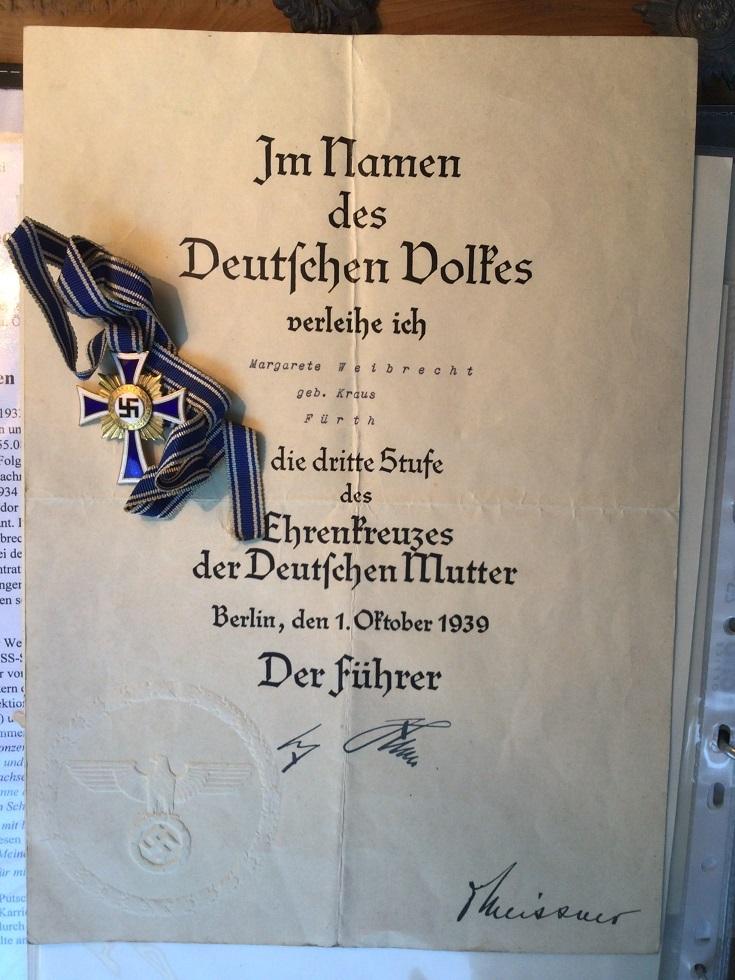 Im Namen
des
Deutschen Volkes
verleihe ich
Margarete Weibrecht
geb. Kraus
Fürth
die dritte Stufe
des
Ehrenkreuzes
der Deutschen Mutter
Berlin, den 1. Oktober 1939
Der Führer
Meissner